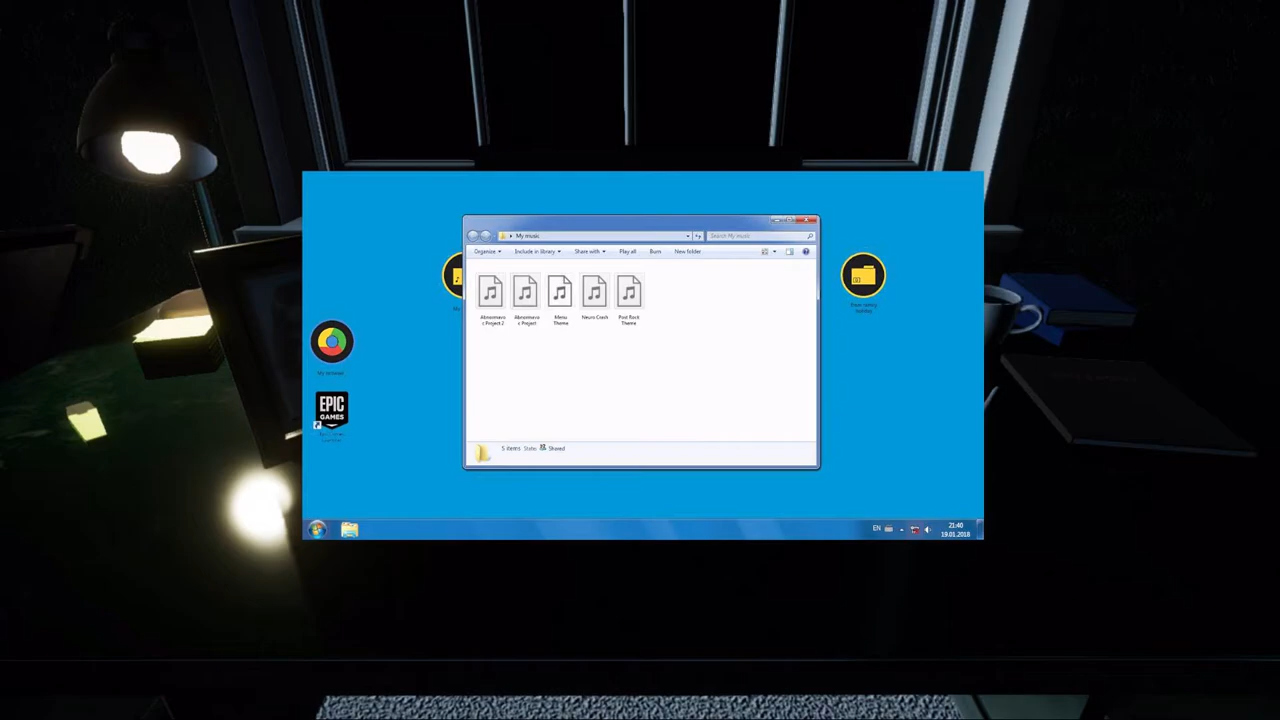 My music
Search My music
Organize
Include in library
Share with
Play all
Burn
New folder
Project 2
Project
Menu
Theme
Neuro Crash
Post Rock
Theme
My
EPIC
GAMES
5 items State: Shared
EN
21:40
19.01.2018